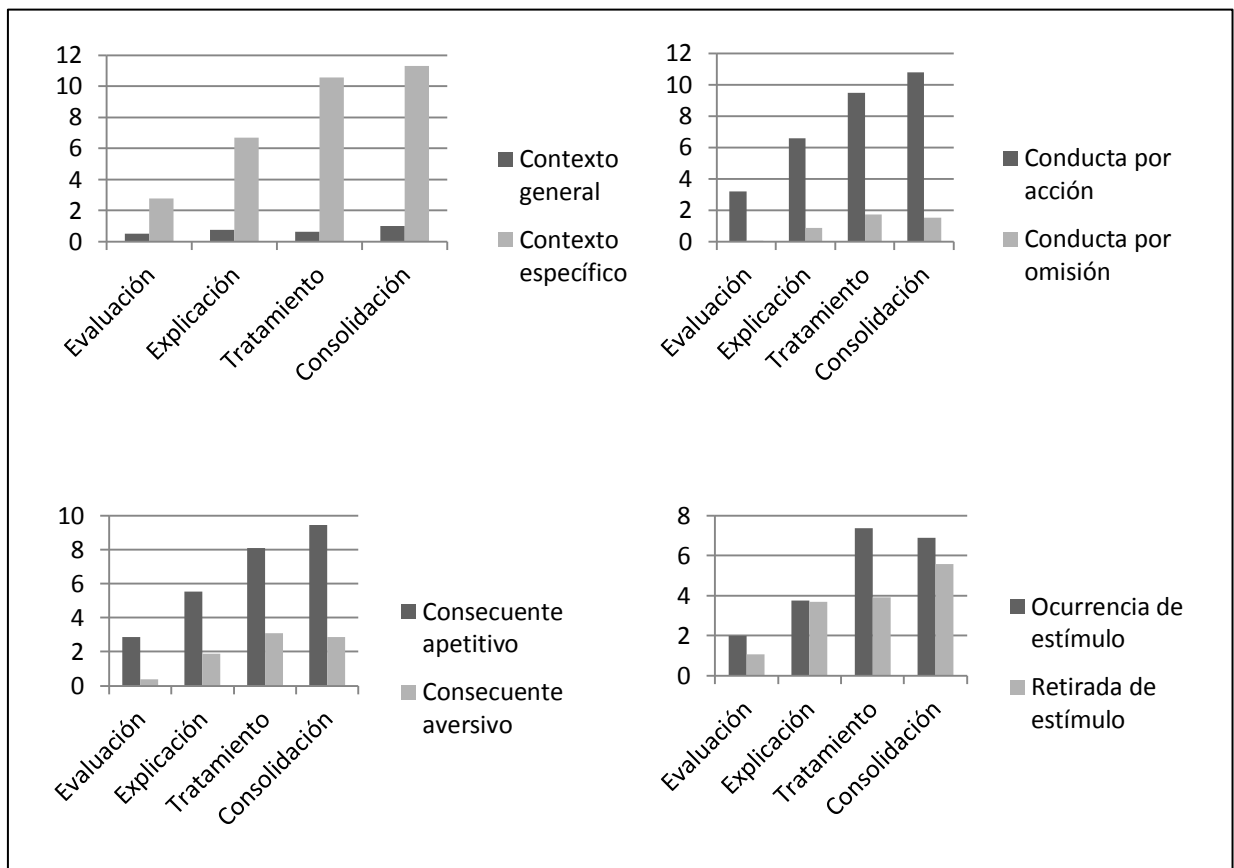 12
10
8
6
4
2
0
Evaluación
Explicación
Tratamiento
Consolidación
Contexto
general
Contexto
específico
12
10
8
6
4
2
0
Evaluación
Explicación
Tratamiento
Consolidación
Conducta por
acción
Conducta por
omisión
10
8
6
4
2
0
Evaluación
Explicación
Tratamiento
Consolidación
Consecuente
apetitivo
Consecuente
aversivo
8
6
4
2
0
Evaluación
Explicación
Tratamiento
Consolidación
Ocurrencia de
estímulo
Retirada de
estímulo